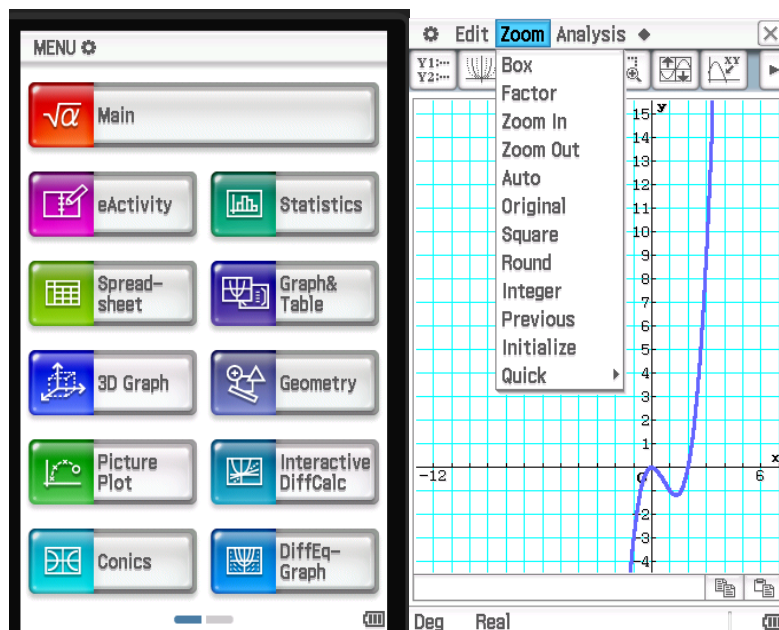 MENU
√α Main
eActivity
Statistics
Spread-
sheet
Graph&
Table
3D Graph
Geometry
Picture
Plot
Interactive
DiffCalc
Conics
DiffEq-
Graph
Edit Zoom Analysis ◆
Y1:···
Y2:···
XY
Box
Factor
Zoom In
Zoom Out
Auto
Original
Square
Round
Integer
Previous
Initialize
Quick
y
15
14
13
12
11
10
9
8
7
6
5
4
3
2
1
x
-12
6
-2
-3
-4
Deg Real